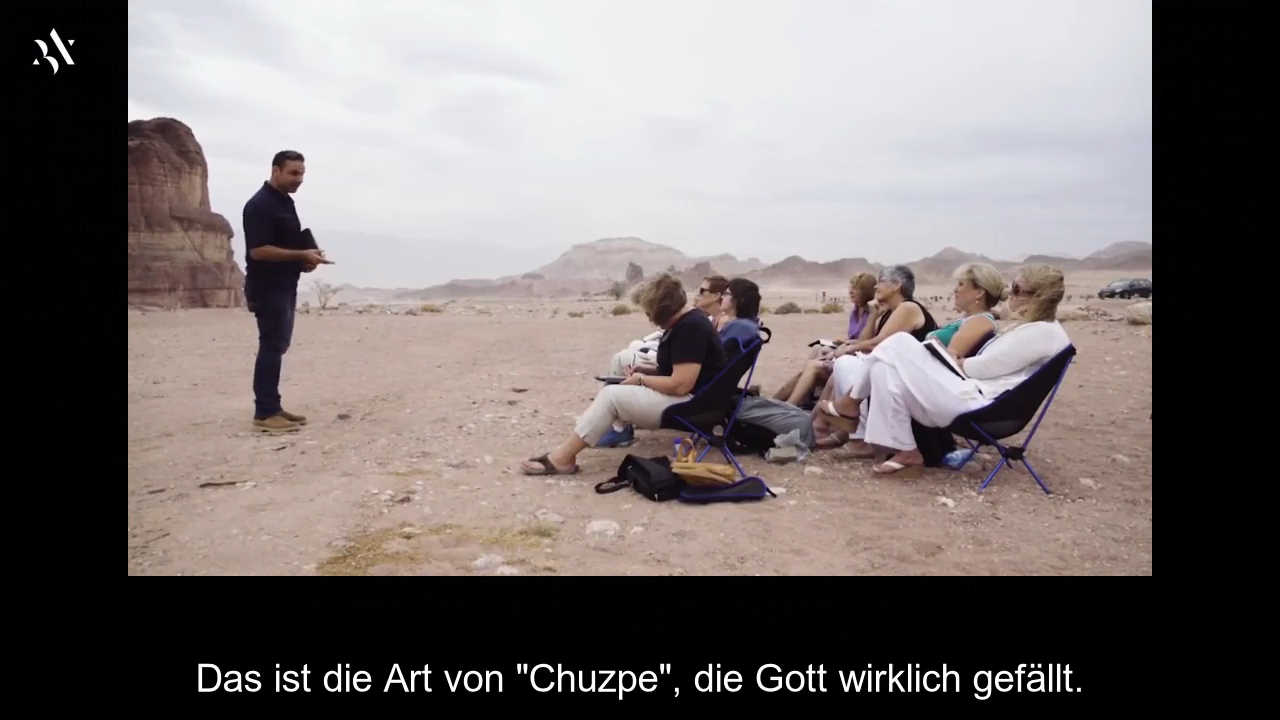 Das ist die Art von "Chuzpe", die Gott wirklich gefällt.